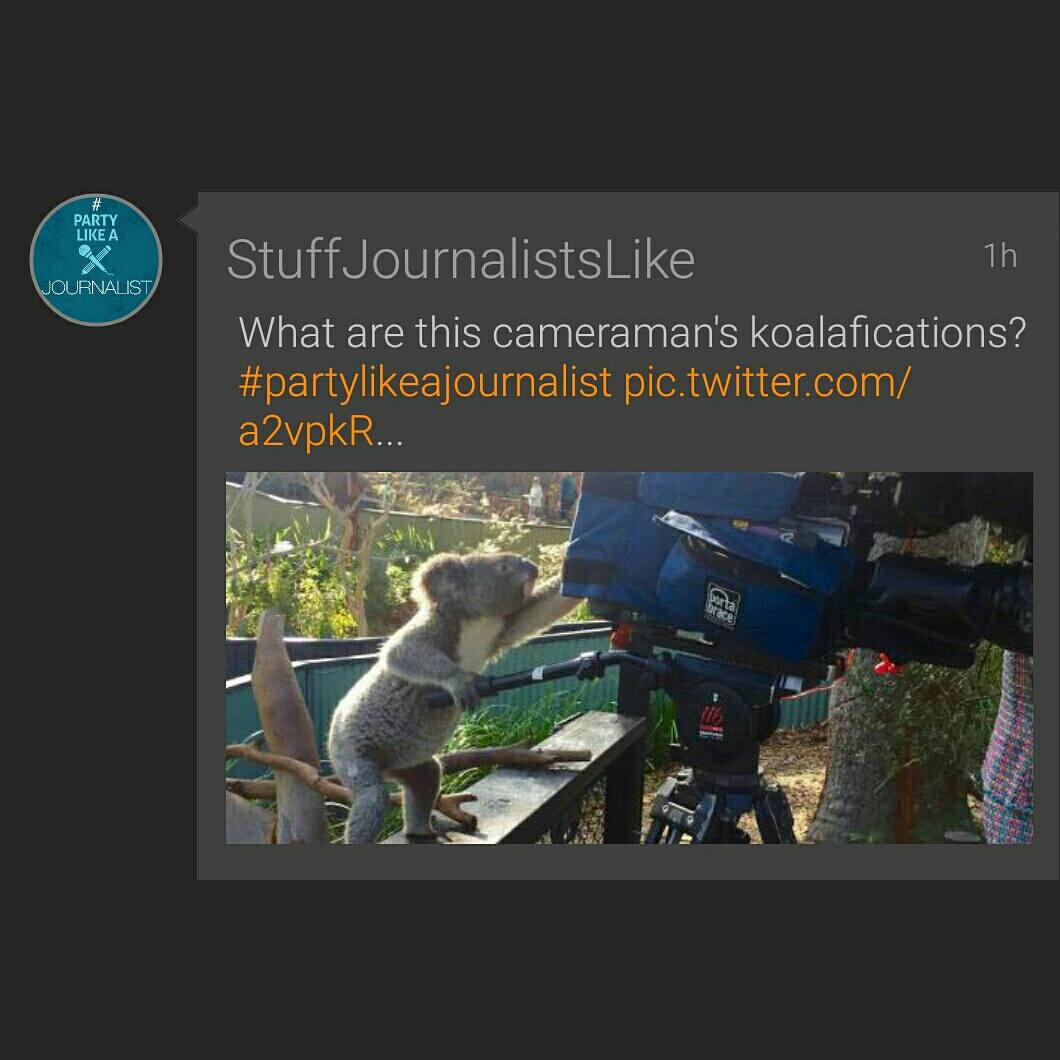 #
PARTY
LIKE A
JOURNALIST
StuffJournalistsLike 1h
What are this cameraman's koalafications?
#partylikeajournalist pic.twitter.com/
a2vpkR...
porta
brace